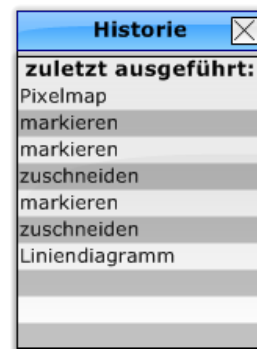 Historie
zuletzt ausgeführt:
Pixelmap
markieren
markieren
zuschneiden
markieren
zuschneiden
Liniendiagramm